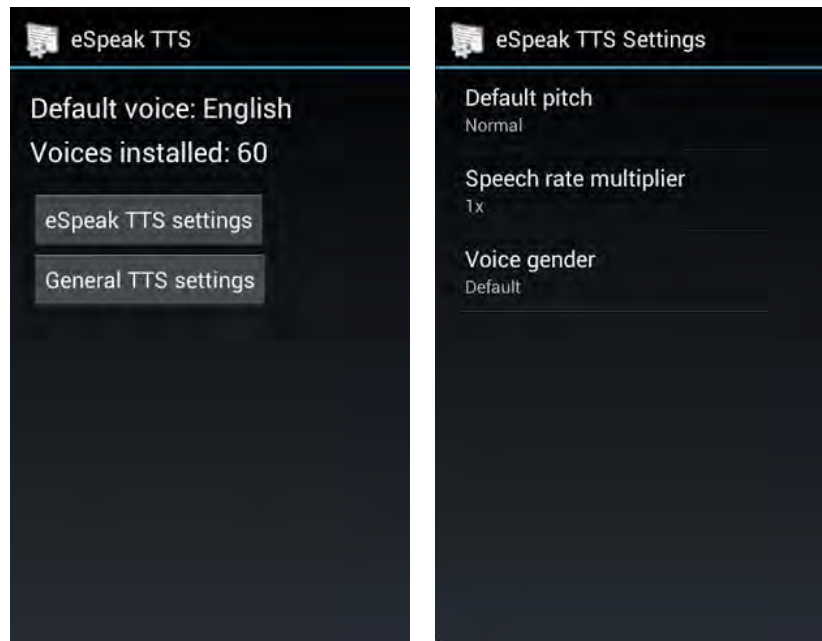 eSpeak TTS
Default voice: English
Voices installed: 60
eSpeak TTS settings
General TTS settings
eSpeak TTS Settings
Default pitch
Normal
Speech rate multiplier
1x
Voice gender
Default